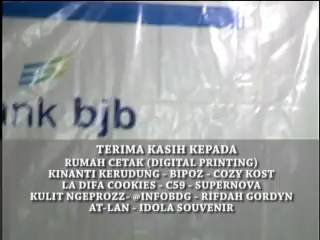 nk bjb
TERIMA KASIH KEPADA
RUMAH CETAK (DIGITAL PRINTING)
KINANTI KERUDUNG - BIPOZ - COZY KOST
LA DIFA COOKIES - C59 - SUPERNOVA
KULIT NGEPROZZ- @INFOBDG - RIFDAH GORDYN
AT-LAN - IDOLA SOUVENIR